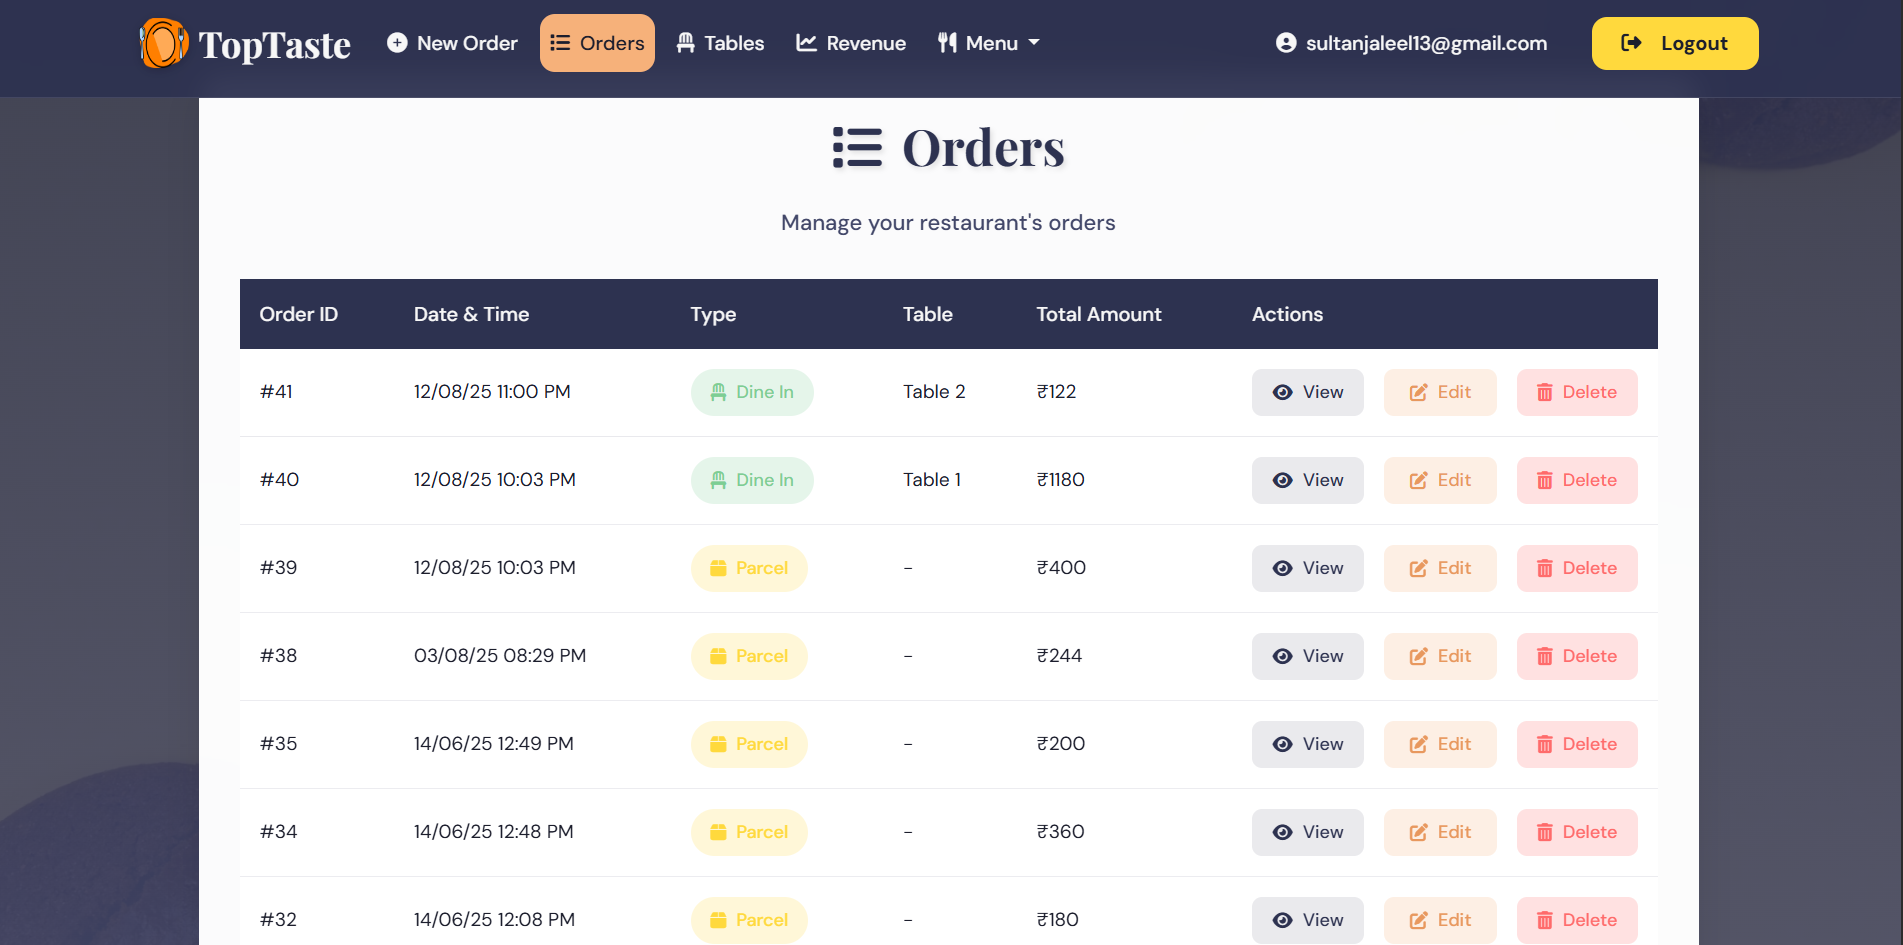 TopTaste New Order Orders Tables Revenue Menu sultanjaleel13@gmail.com Logout
Orders
Manage your restaurant's orders
Order ID Date & Time Type Table Total Amount Actions
#41 12/08/25 11:00 PM Dine In Table 2 ₹122 View Edit Delete
#40 12/08/25 10:03 PM Dine In Table 1 ₹1180 View Edit Delete
#39 12/08/25 10:03 PM Parcel - ₹400 View Edit Delete
#38 03/08/25 08:29 PM Parcel - ₹244 View Edit Delete
#35 14/06/25 12:49 PM Parcel - ₹200 View Edit Delete
#34 14/06/25 12:48 PM Parcel - ₹360 View Edit Delete
#32 14/06/25 12:08 PM Parcel - ₹180 View Edit Delete